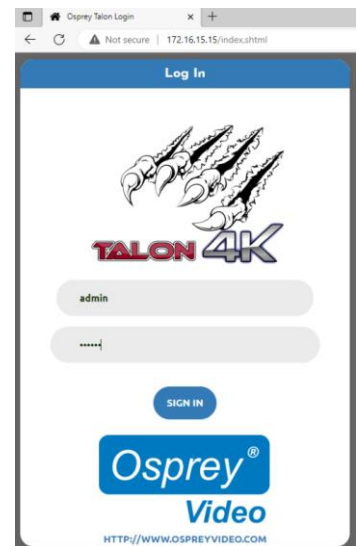 Osprey Talon Login
Not secure | 172.16.15.15/index.shtml
Log In
TALON 4K
admin
••••••
SIGN IN
Osprey®
Video
HTTP://WWW.OSPREYVIDEO.COM